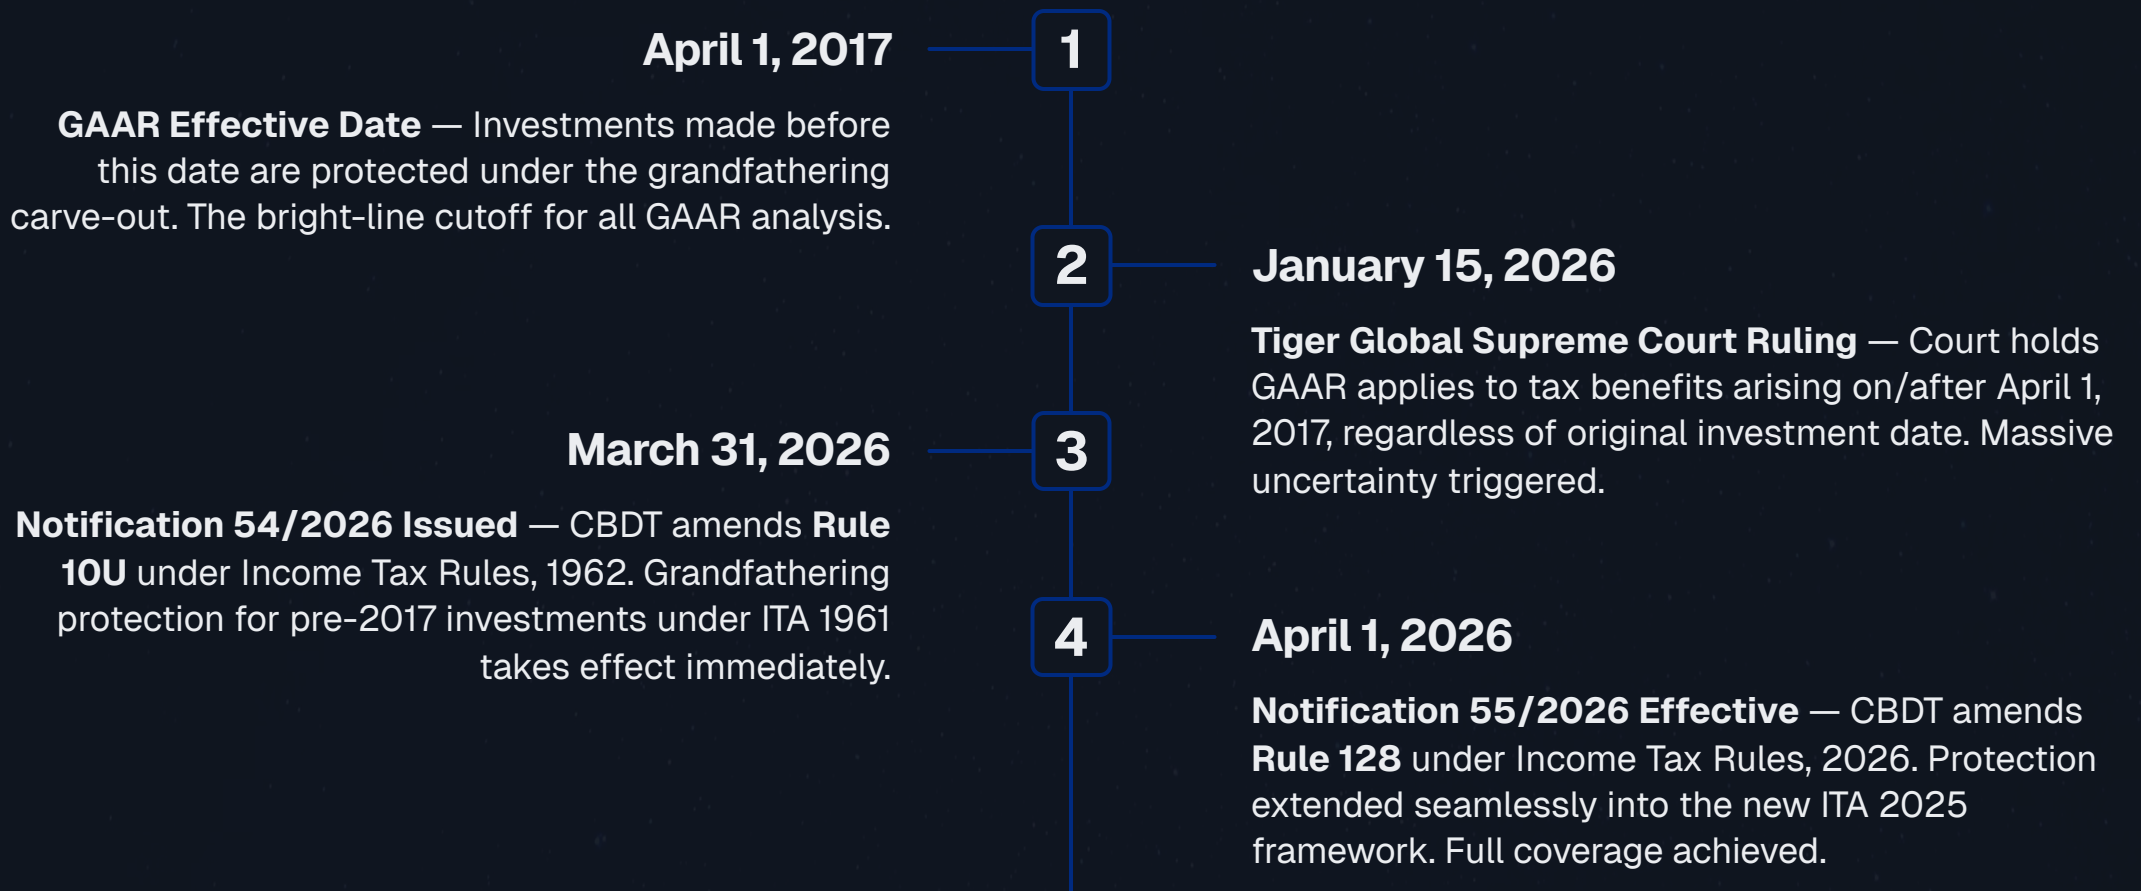 April 1, 2017
1
GAAR Effective Date — Investments made before
this date are protected under the grandfathering
carve-out. The bright-line cutoff for all GAAR analysis.
2
January 15, 2026
Tiger Global Supreme Court Ruling — Court holds
GAAR applies to tax benefits arising on/after April 1,
2017, regardless of original investment date. Massive
uncertainty triggered.
March 31, 2026
3
Notification 54/2026 Issued — CBDT amends Rule
10U under Income Tax Rules, 1962. Grandfathering
protection for pre-2017 investments under ITA 1961
takes effect immediately.
4
April 1, 2026
Notification 55/2026 Effective — CBDT amends
Rule 128 under Income Tax Rules, 2026. Protection
extended seamlessly into the new ITA 2025
framework. Full coverage achieved.